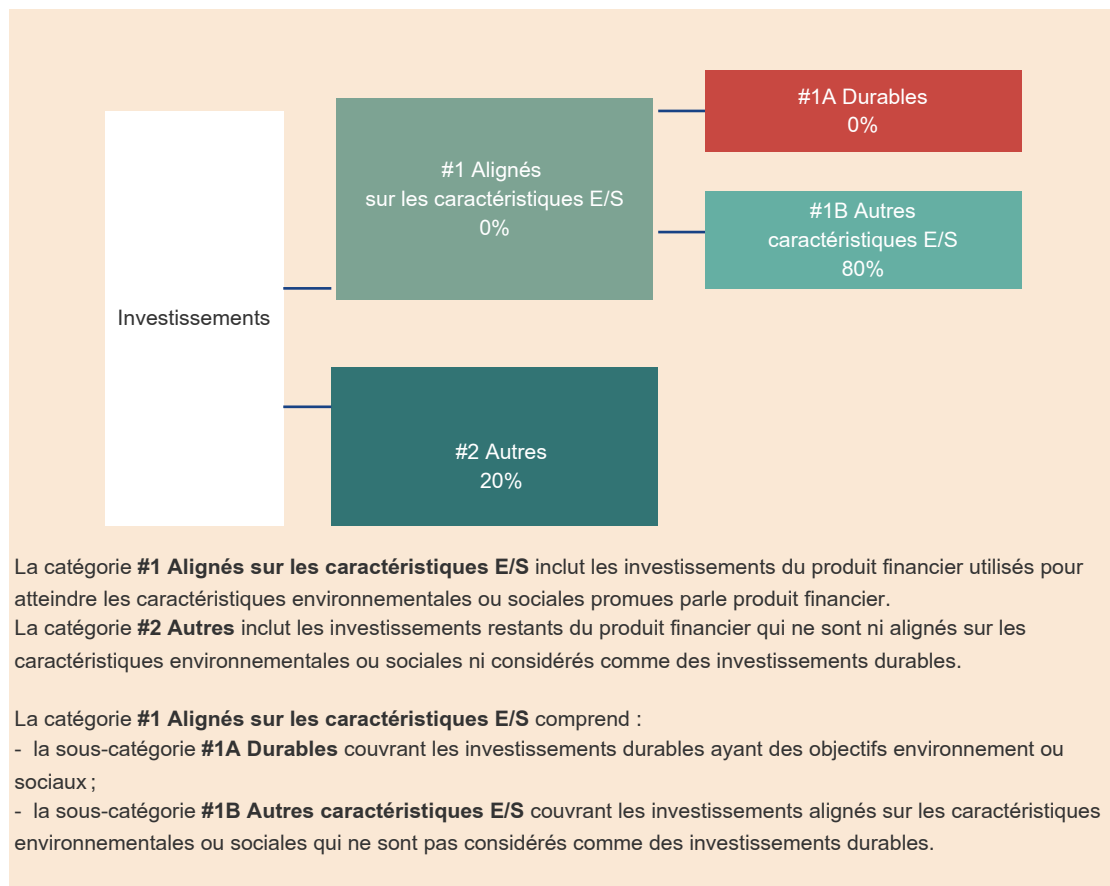 #1A Durables
0%
#1 Alignés
sur les caractéristiques E/S
0%
#1B Autres
caractéristiques E/S
80%
Investissements
#2 Autres
20%
La catégorie #1 Alignés sur les caractéristiques E/S inclut les investissements du produit financier utilisés pour
atteindre les caractéristiques environnementales ou sociales promues parle produit financier.
La catégorie #2 Autres inclut les investissements restants du produit financier qui ne sont ni alignés sur les
caractéristiques environnementales ou sociales ni considérés comme des investissements durables.
La catégorie #1 Alignés sur les caractéristiques E/S comprend :
- la sous-catégorie #1A Durables couvrant les investissements durables ayant des objectifs environnement ou
sociaux ;
- la sous-catégorie #1B Autres caractéristiques E/S couvrant les investissements alignés sur les caractéristiques
environnementales ou sociales qui ne sont pas considérés comme des investissements durables.